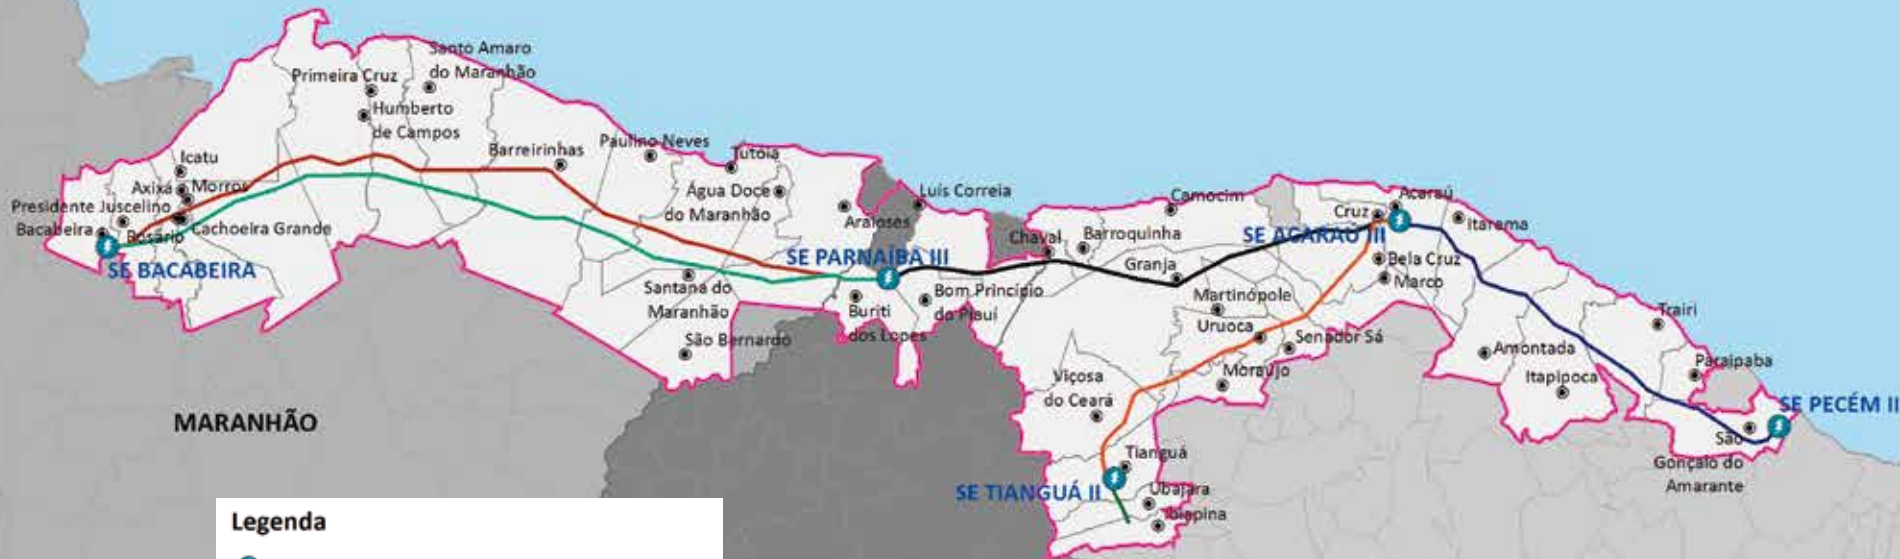 Santo Amaro
do Maranhão
Primeira Cruz
Humberto
de Campos
Icatu
Axixá
Morros
Presidente Juscelino
Bacabeira
Rosário
Cachoeira Grande
SE BACABEIRA
Barreirinhas
Paulino Neves
Tutóia
Água Doce
do Maranhão
Araioses
Luís Correia
SE PARNAÍBA III
Santana do
Maranhão
São Bernardo
Buriti
dos Lopes
Bom Princípio
do Piauí
Chaval
Barroquinha
Camocim
Granja
Martinópole
Uruoca
Senador Sá
Moraújo
Viçosa
do Ceará
Tianguá
SE TIANGUÁ II
Ubajara
Ibiapina
Cruz
Acaraú
SE ACARAÚ III
Itarema
Bela Cruz
Marco
Amontada
Itapipoca
Trairi
Paraipaba
SE PECÉM II
São
Gonçalo do
Amarante
MARANHÃO
Legenda